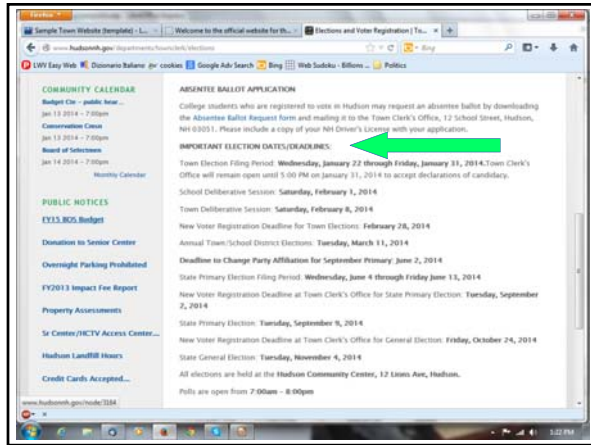 Firefox
Sample Town Website (template) - L...
Welcome to the official website for th...
Elections and Voter Registration | To...
www.hudsonnh.gov/departments/townclerk/elections
Bing
LWV Easy Web
Dizionario Italiano
cookies
Google Adv Search
Bing
Web Sudoku - Billions ...
Politics
COMMUNITY CALENDAR
Budget Cte - public hear...
Jan 13 2014 - 7:00pm
Conservation Comm
Jan 13 2014 - 7:00pm
Board of Selectmen
Jan 14 2014 - 7:00pm
Monthly Calendar
PUBLIC NOTICES
FY15 BOS Budget
Donation to Senior Center
Overnight Parking Prohibited
FY2013 Impact Fee Report
Property Assessments
Sr Center/HCTV Access Center...
Hudson Landfill Hours
Credit Cards Accepted...
ABSENTEE BALLOT APPLICATION
College students who are registered to vote in Hudson may request an absentee ballot by downloading
the Absentee Ballot Request form and mailing it to the Town Clerk's Office, 12 School Street, Hudson,
NH 03051. Please include a copy of your NH Driver's License with your application.
IMPORTANT ELECTION DATES/DEADLINES:
Town Election Filing Period: Wednesday, January 22 through Friday, January 31, 2014.Town Clerk's
Office will remain open until 5:00 PM on January 31, 2014 to accept declarations of candidacy.
School Deliberative Session: Saturday, February 1, 2014
Town Deliberative Session: Saturday, February 8, 2014
New Voter Registration Deadline for Town Elections: February 28, 2014
Annual Town/School District Elections: Tuesday, March 11, 2014
Deadline to Change Party Affiliation for September Primary: June 2, 2014
State Primary Election Filing Period: Wednesday, June 4 through Friday June 13, 2014
New Voter Registration Deadline at Town Clerk's Office for State Primary Election: Tuesday, September
2, 2014
State Primary Election: Tuesday, September 9, 2014
New Voter Registration Deadline at Town Clerk's Office for General Election: Friday, October 24, 2014
State General Election: Tuesday, November 4, 2014
All elections are held at the Hudson Community Center, 12 Lions Ave, Hudson.
Polls are open from 7:00am - 8:00pm
www.hudsonnh.gov/node/3184
3:22 PM